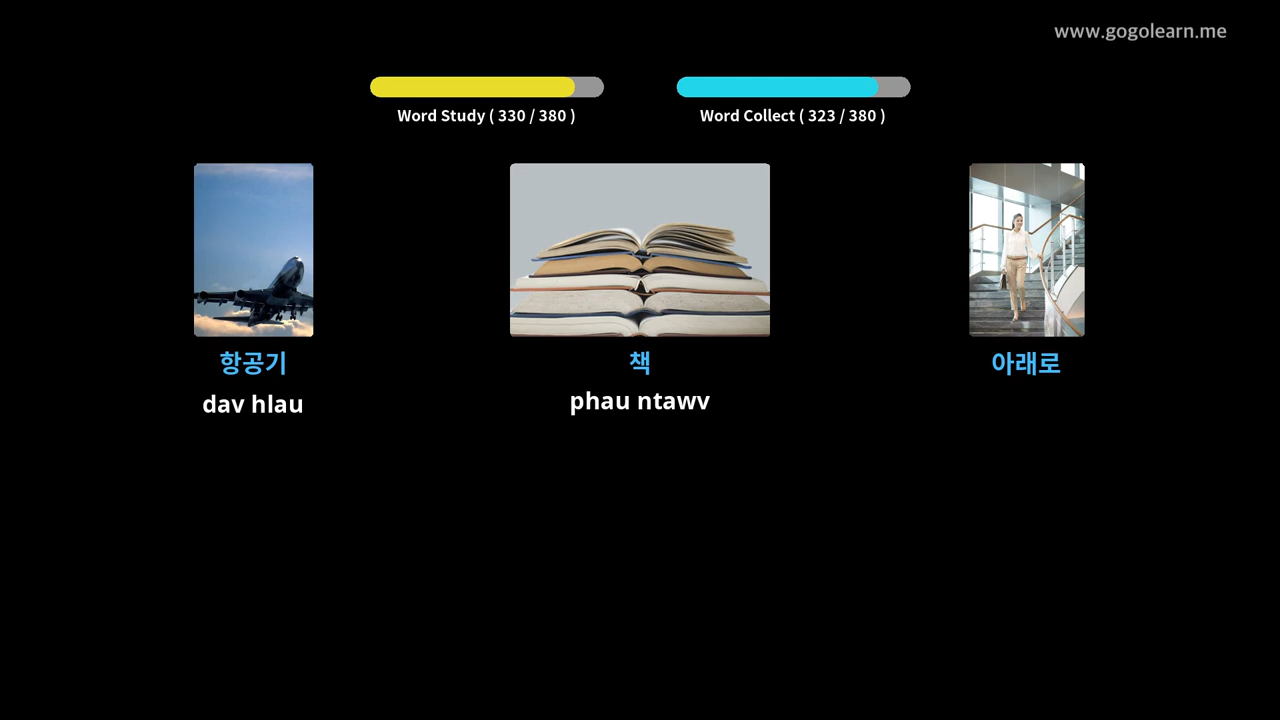 www.gogolearn.me
Word Study ( 330 / 380 )
Word Collect ( 323 / 380 )
항공기
책
아래로
dav hlau
phau ntawv